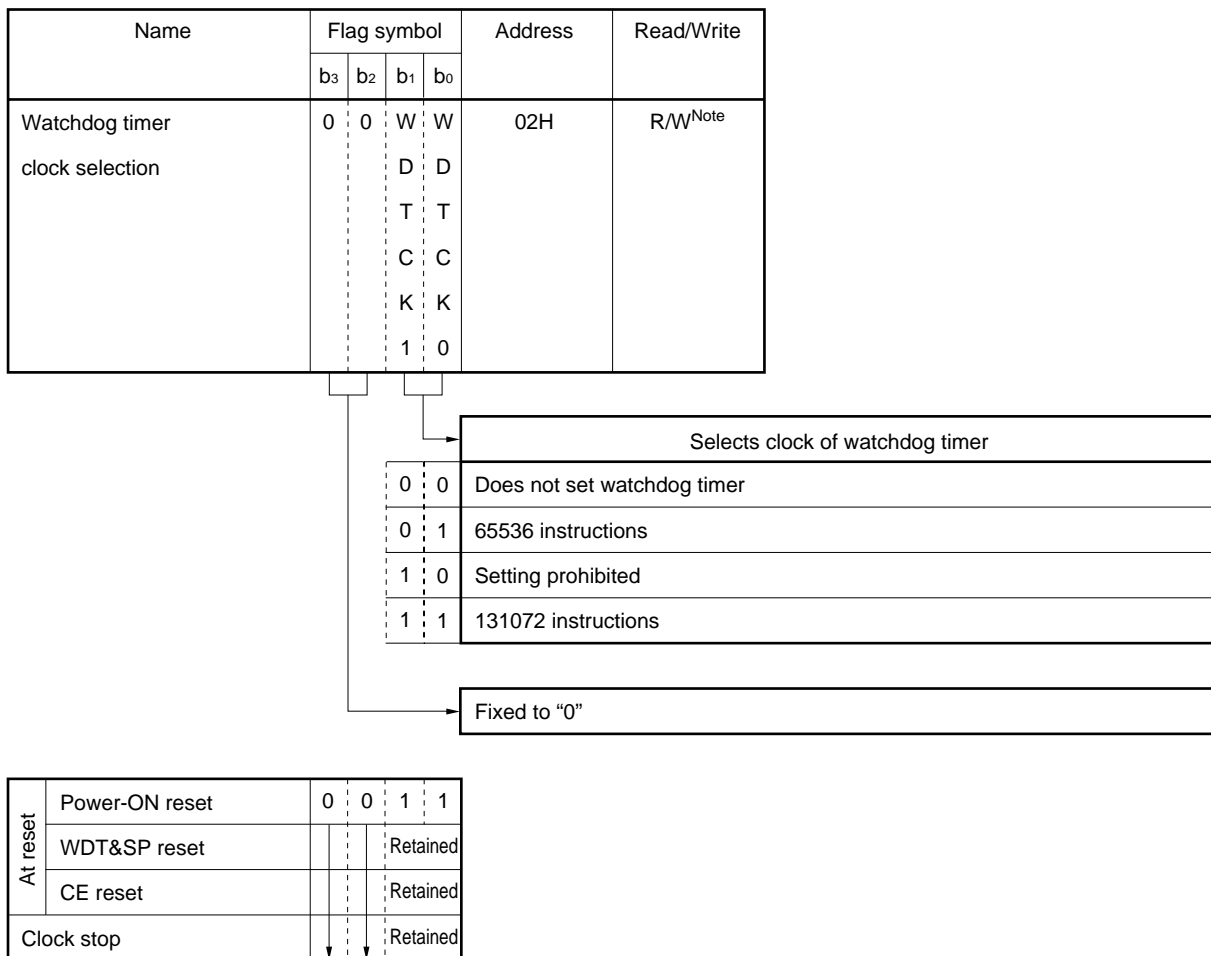 Name Flag symbol Address Read/Write
b3 b2 b1 b0
Watchdog timer 0 0 W W 02H R/WNote
clock selection D D
T T
C C
K K
1 0
Selects clock of watchdog timer
0 0 Does not set watchdog timer
0 1 65536 instructions
1 0 Setting prohibited
1 1 131072 instructions
Fixed to “0”
At reset
Power-ON reset 0 0 1 1
WDT&SP reset Retained
CE reset Retained
Clock stop Retained